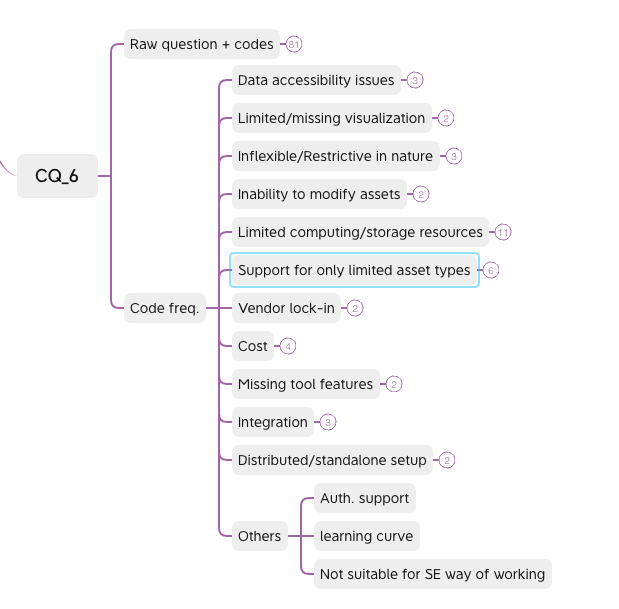 CQ_6
Raw question + codes 81
Code freq.
Data accessibility issues 3
Limited/missing visualization 2
Inflexible/Restrictive in nature 3
Inability to modify assets 2
Limited computing/storage resources 11
Support for only limited asset types 6
Vendor lock-in 2
Cost 4
Missing tool features 2
Integration 3
Distributed/standalone setup 2
Others
Auth. support
learning curve
Not suitable for SE way of working